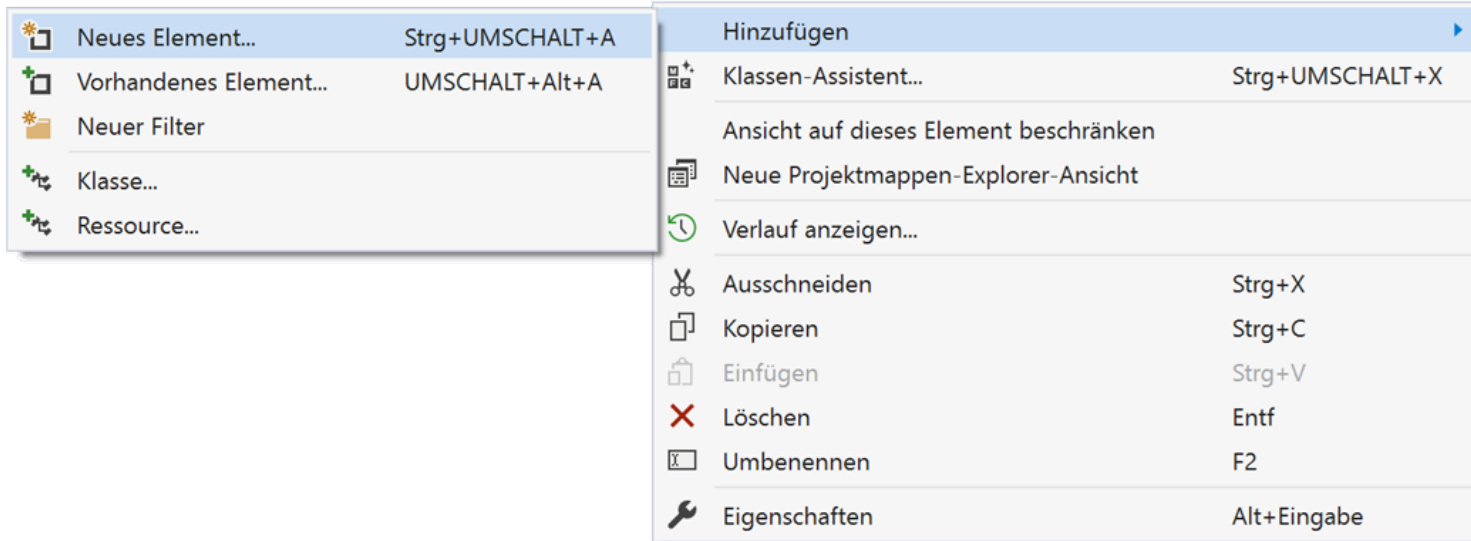 Neues Element... Strg+UMSCHALT+A
Vorhandenes Element... UMSCHALT+Alt+A
Neuer Filter
Klasse...
Ressource...
Hinzufügen
Klassen-Assistent... Strg+UMSCHALT+X
Ansicht auf dieses Element beschränken
Neue Projektmappen-Explorer-Ansicht
Verlauf anzeigen...
Ausschneiden Strg+X
Kopieren Strg+C
Einfügen Strg+V
Löschen Entf
Umbenennen F2
Eigenschaften Alt+Eingabe